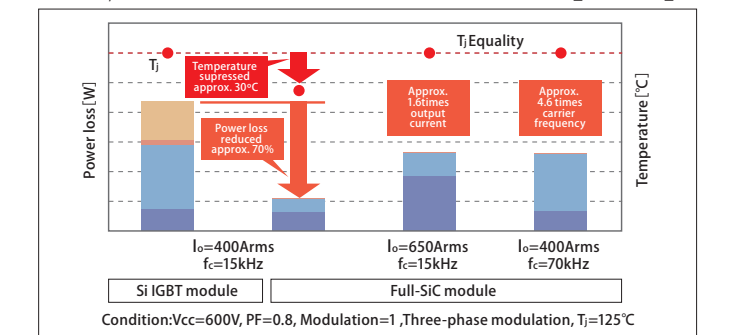 Tj Equality
Tj
Temperature
supressed
approx. 30ºC
Power loss
reduced
approx. 70%
Approx.
1.6times
output
current
Approx.
4.6 times
carrier
frequency
Power loss [W]
Temperature [℃]
Io=400Arms
fc=15kHz
Io=650Arms
fc=15kHz
Io=400Arms
fc=70kHz
Si IGBT module
Full-SiC module
Condition:Vcc=600V, PF=0.8, Modulation=1 ,Three-phase modulation, Tj=125℃